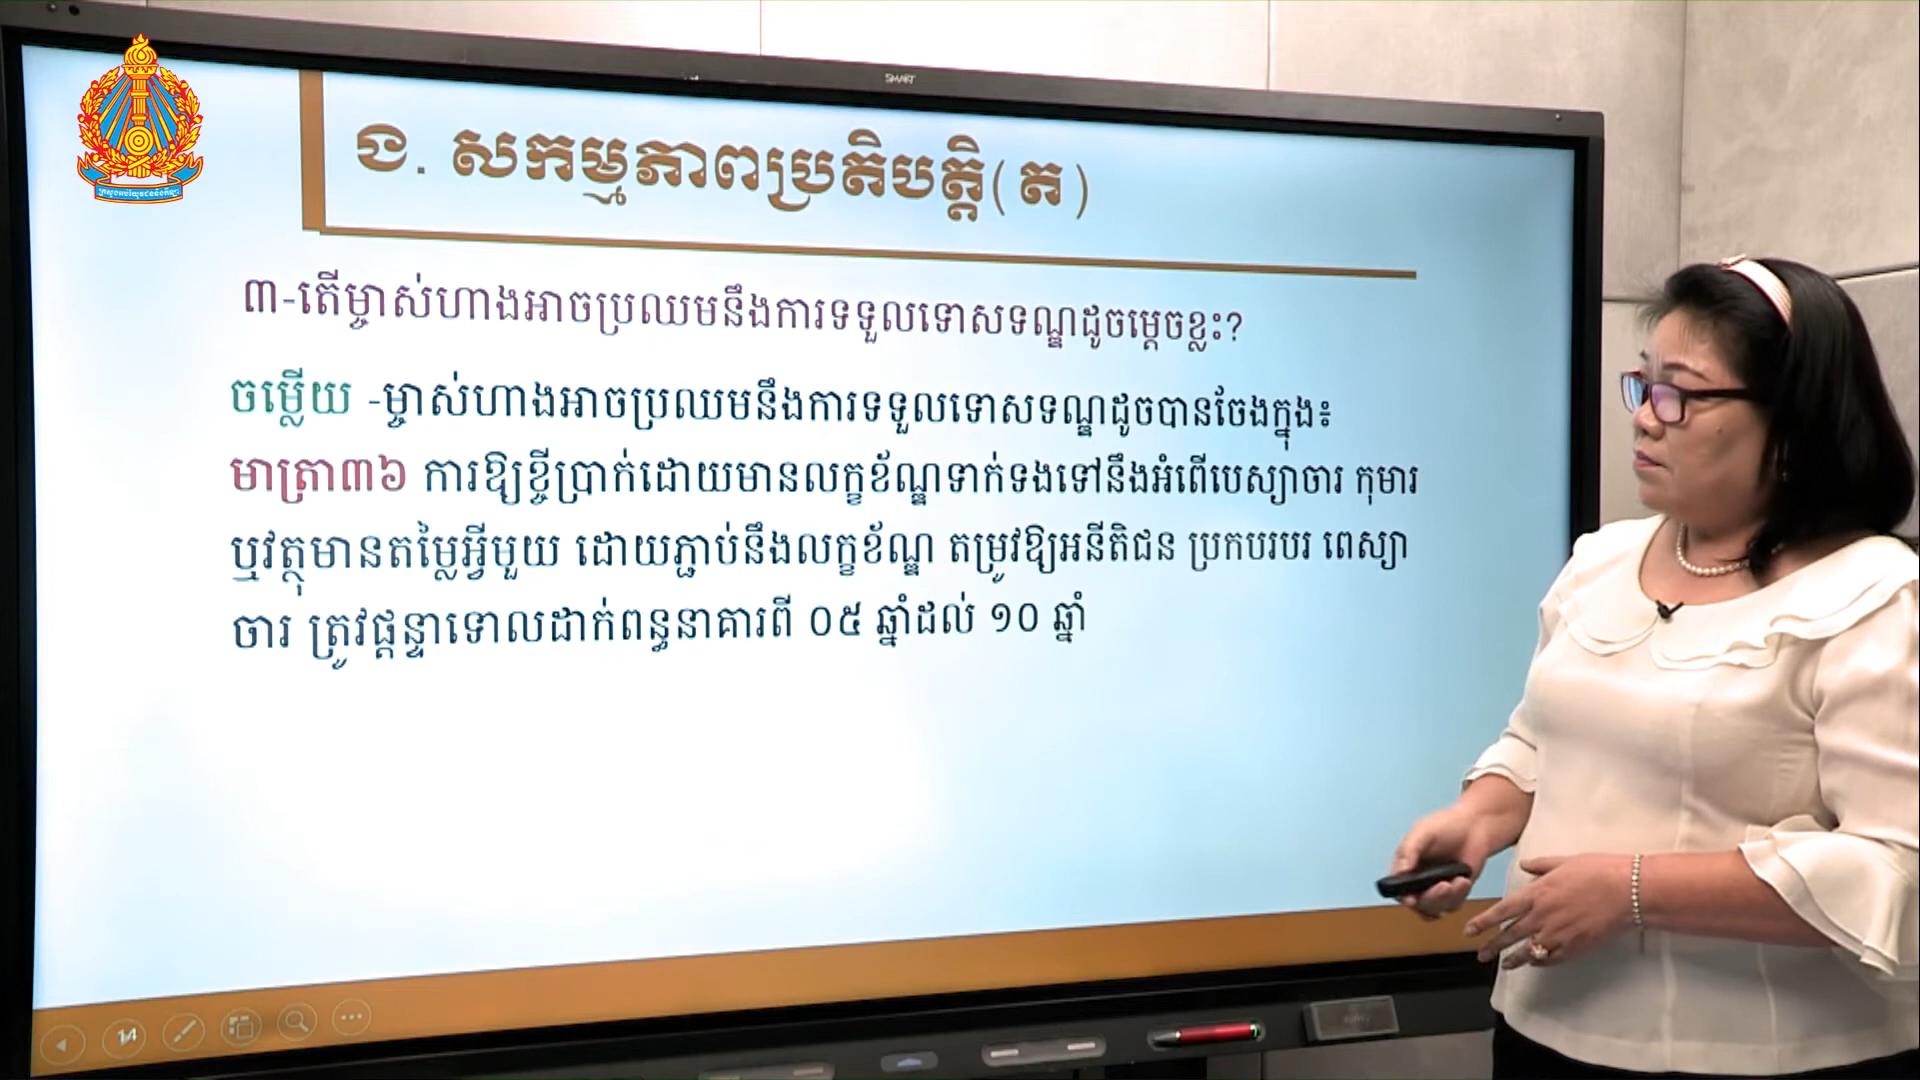 SMART
ង. សកម្មភាពប្រតិបត្តិ(ត)
៣-តើម្ចាស់ហាងអាចប្រឈមនឹងការទទួលទោសទណ្ឌដូចម្ដេចខ្លះ?
ចម្លើយ -ម្ចាស់ហាងអាចប្រឈមនឹងការទទួលទោសទណ្ឌដូចបានចែងក្នុង៖
មាត្រា៣៦ ការឱ្យខ្ចីប្រាក់ដោយមានលក្ខខ័ណ្ឌទាក់ទងទៅនឹងអំពើបេស្យាចារ កុមារ
ឬវត្ថុមានតម្លៃអ្វីមួយ ដោយភ្ជាប់នឹងលក្ខខ័ណ្ឌ តម្រូវឱ្យអនីតិជន ប្រកបរបរ ពេស្យា
ចារ ត្រូវផ្តន្ទាទោលដាក់ពន្ធនាគារពី ០៥ ឆ្នាំដល់ ១០ ឆ្នាំ
14